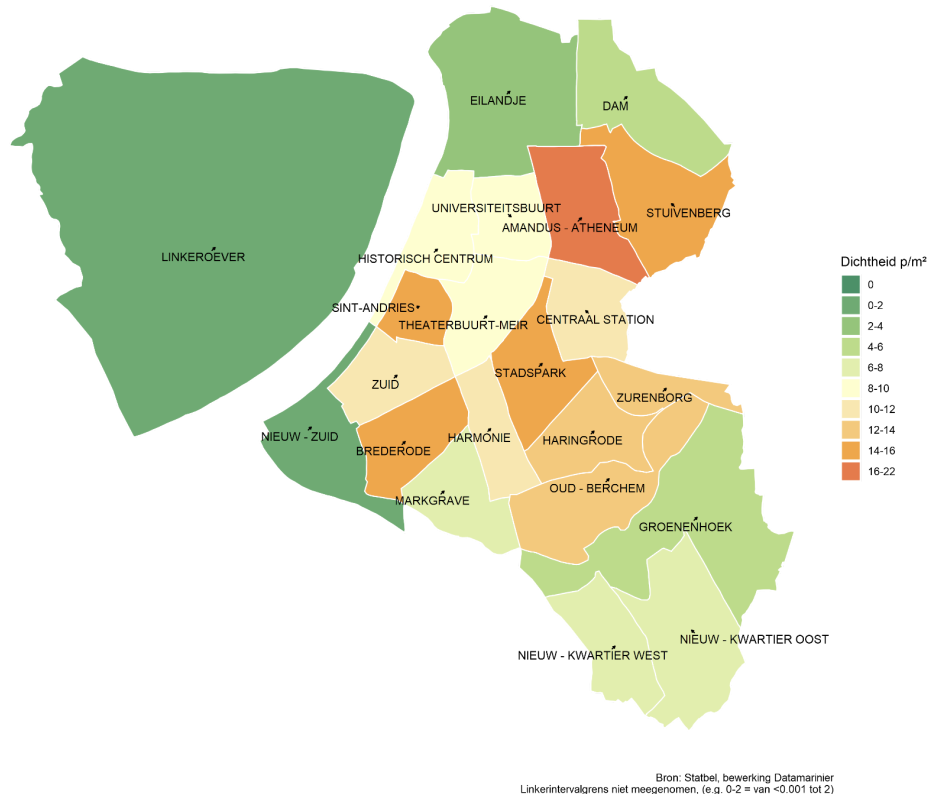 EILANDJE
DAM
UNIVERSITEITSBUURT
STUIVENBERG
AMANDUS - ATHENEUM
LINKEROEVER
HISTORISCH CENTRUM
Dichtheid p/m²
0
0-2
2-4
4-6
6-8
8-10
10-12
12-14
14-16
16-22
SINT-ANDRIES
CENTRAAL STATION
THEATERBUURT-MEIR
STADSPARK
ZUID
ZURENBORG
NIEUW - ZUID
HARMONIE
HARINGRODE
BREDERODE
OUD - BERCHEM
MARKGRAVE
GROENENHOEK
NIEUW - KWARTIER OOST
NIEUW - KWARTIER WEST
Bron: Statbel, bewerking Datamarinier
Linkerintervalgrens niet meegenomen, (e.g. 0-2 = van <0.001 tot 2)